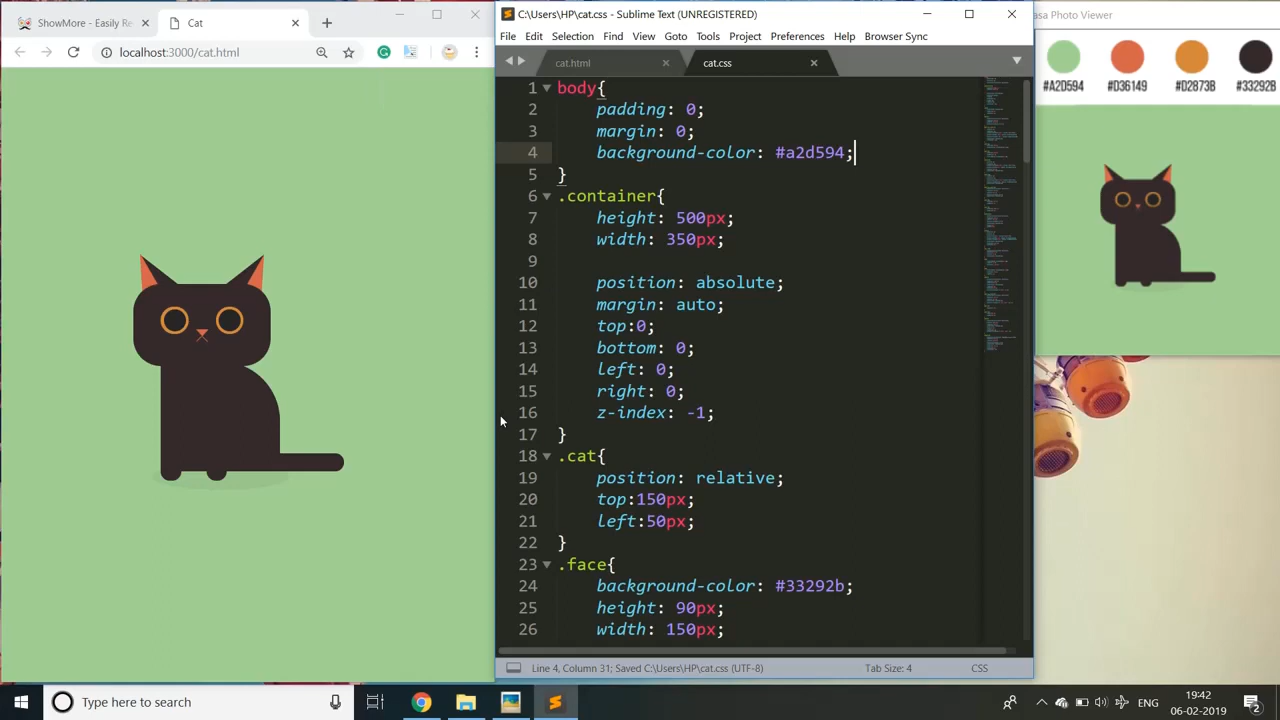 ShowMore - Easily Re
Cat
localhost:3000/cat.html
C:\Users\HP\cat.css - Sublime Text (UNREGISTERED)
File Edit Selection Find View Goto Tools Project Preferences Help Browser Sync
cat.html
cat.css
1 body{
2 padding: 0;
3 margin: 0;
4 background-color: #a2d594;
5 }
6 .container{
7 height: 500px;
8 width: 350px;
9
10 position: absolute;
11 margin: auto;
12 top:0;
13 bottom: 0;
14 left: 0;
15 right: 0;
16 z-index: -1;
17 }
18 .cat{
19 position: relative;
20 top:150px;
21 left:50px;
22 }
23 .face{
24 background-color: #33292b;
25 height: 90px;
26 width: 150px;
Line 4, Column 31; Saved C:\Users\HP\cat.css (UTF-8)
Tab Size: 4
CSS
asa Photo Viewer
#A2D594 #D36149 #D2873B #33292B
Type here to search
ENG
19:42
06-02-2019
2